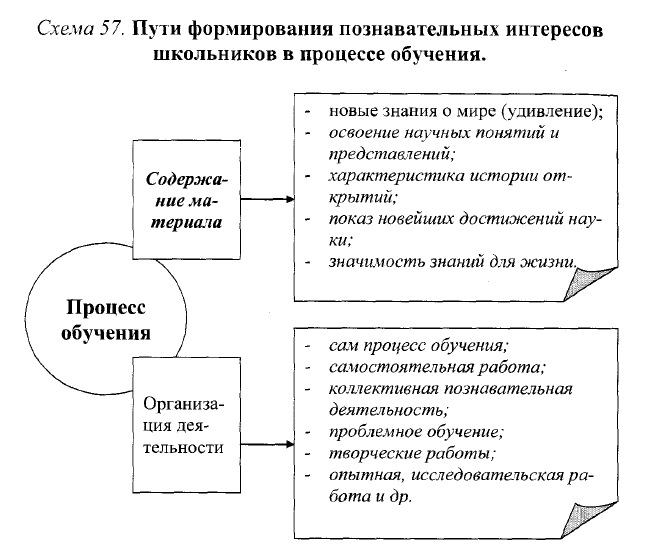 Схема 57. Пути формирования познавательных интересов
школьников в процессе обучения.
Содержа-
ние ма-
териала
- новые знания о мире (удивление);
- освоение научных понятий и
представлений;
- характеристика истории от-
крытий;
- показ новейших достижений нау-
ки;
- значимость знаний для жизни.
Процесс
обучения
Организа-
ция дея-
тельности
- сам процесс обучения;
- самостоятельная работа;
- коллективная познавательная
деятельность;
- проблемное обучение;
- творческие работы;
- опытная, исследовательская ра-
бота и др.